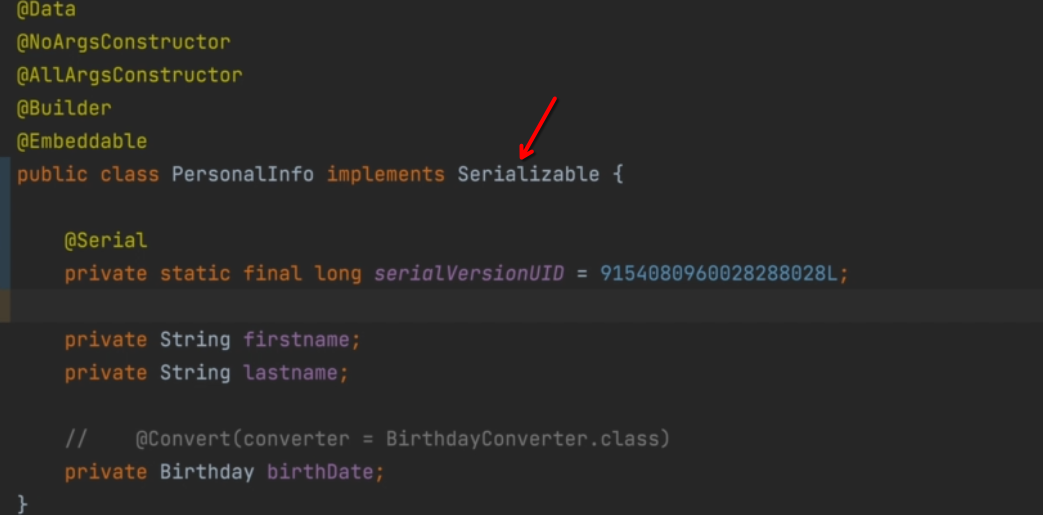 @Data
@NoArgsConstructor
@AllArgsConstructor
@Builder
@Embeddable
public class PersonalInfo implements Serializable {
@Serial
private static final long serialVersionUID = 9154080960028288028L;
private String firstname;
private String lastname;
//    @Convert(converter = BirthdayConverter.class)
private Birthday birthDate;
}